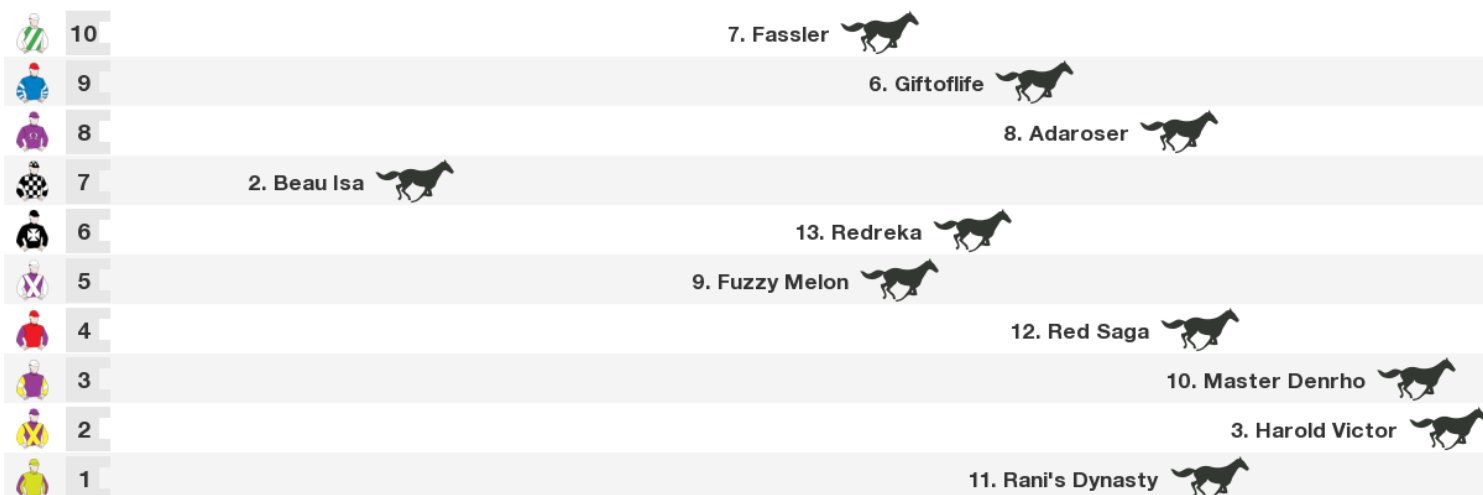 10 7. Fassler
9 6. Giftoflife
8 8. Adaroser
7 2. Beau Isa
6 13. Redreka
5 9. Fuzzy Melon
4 12. Red Saga
3 10. Master Denrho
2 3. Harold Victor
1 11. Rani's Dynasty